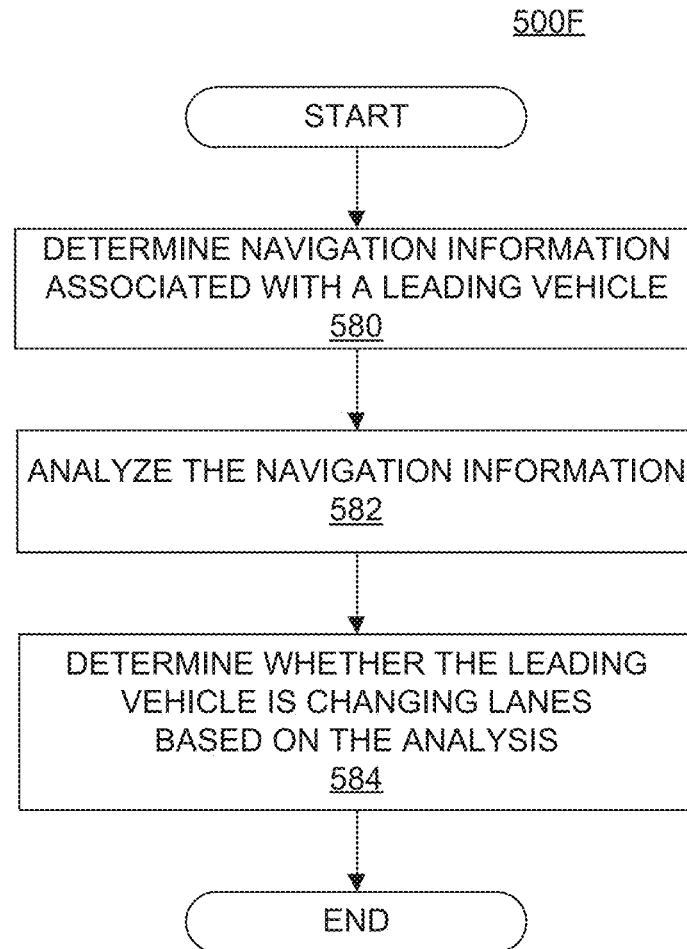 500F
START
DETERMINE NAVIGATION INFORMATION
ASSOCIATED WITH A LEADING VEHICLE
580
ANALYZE THE NAVIGATION INFORMATION
582
DETERMINE WHETHER THE LEADING
VEHICLE IS CHANGING LANES
BASED ON THE ANALYSIS
584
END